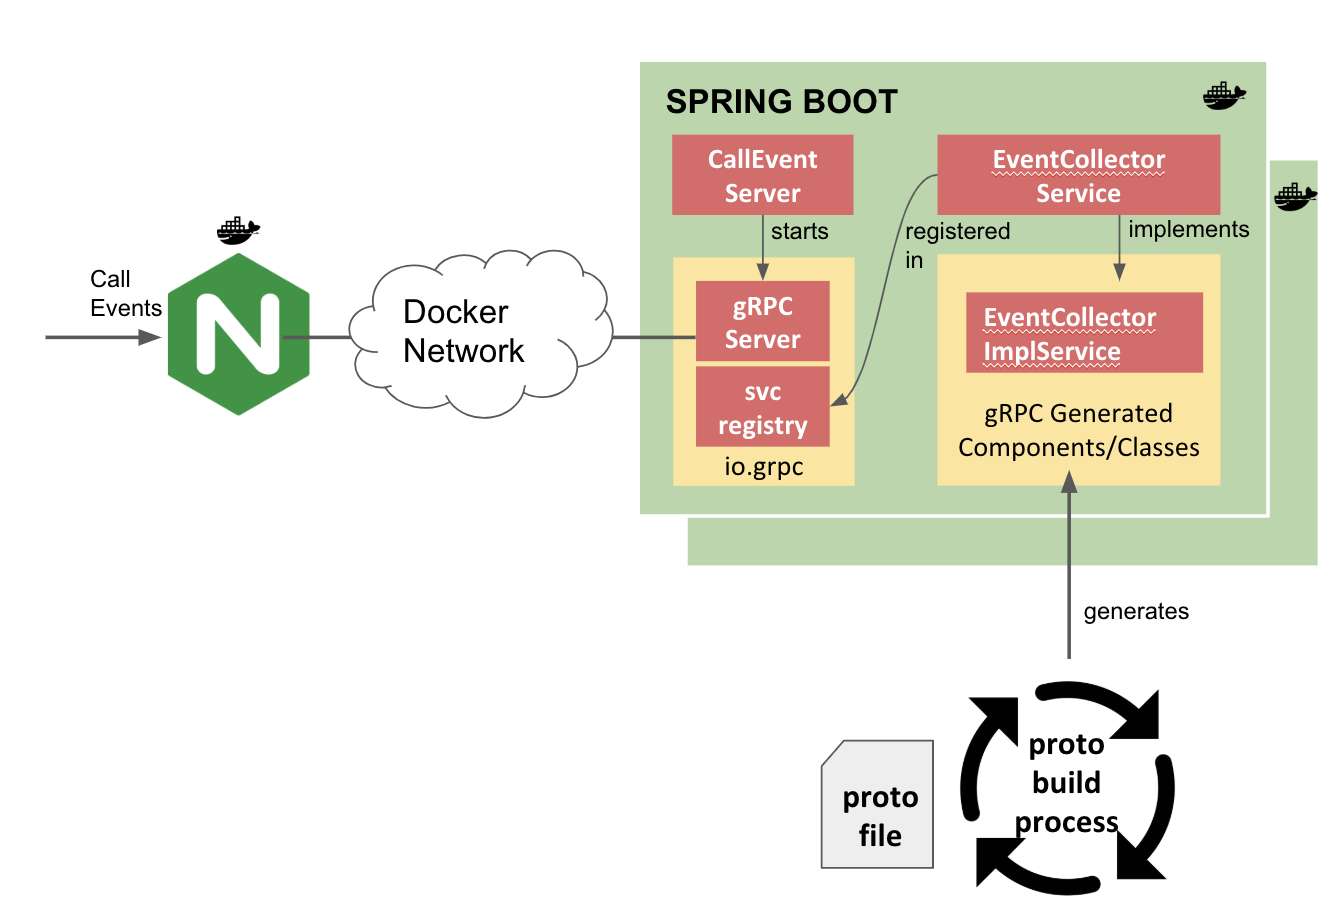 SPRING BOOT
CallEvent
Server
EventCollector
Service
starts
registered
in
implements
Call
Events
N
Docker
Network
gRPC
Server
svc
registry
io.grpc
EventCollector
ImplService
gRPC Generated
Components/Classes
generates
proto
file
proto
build
process